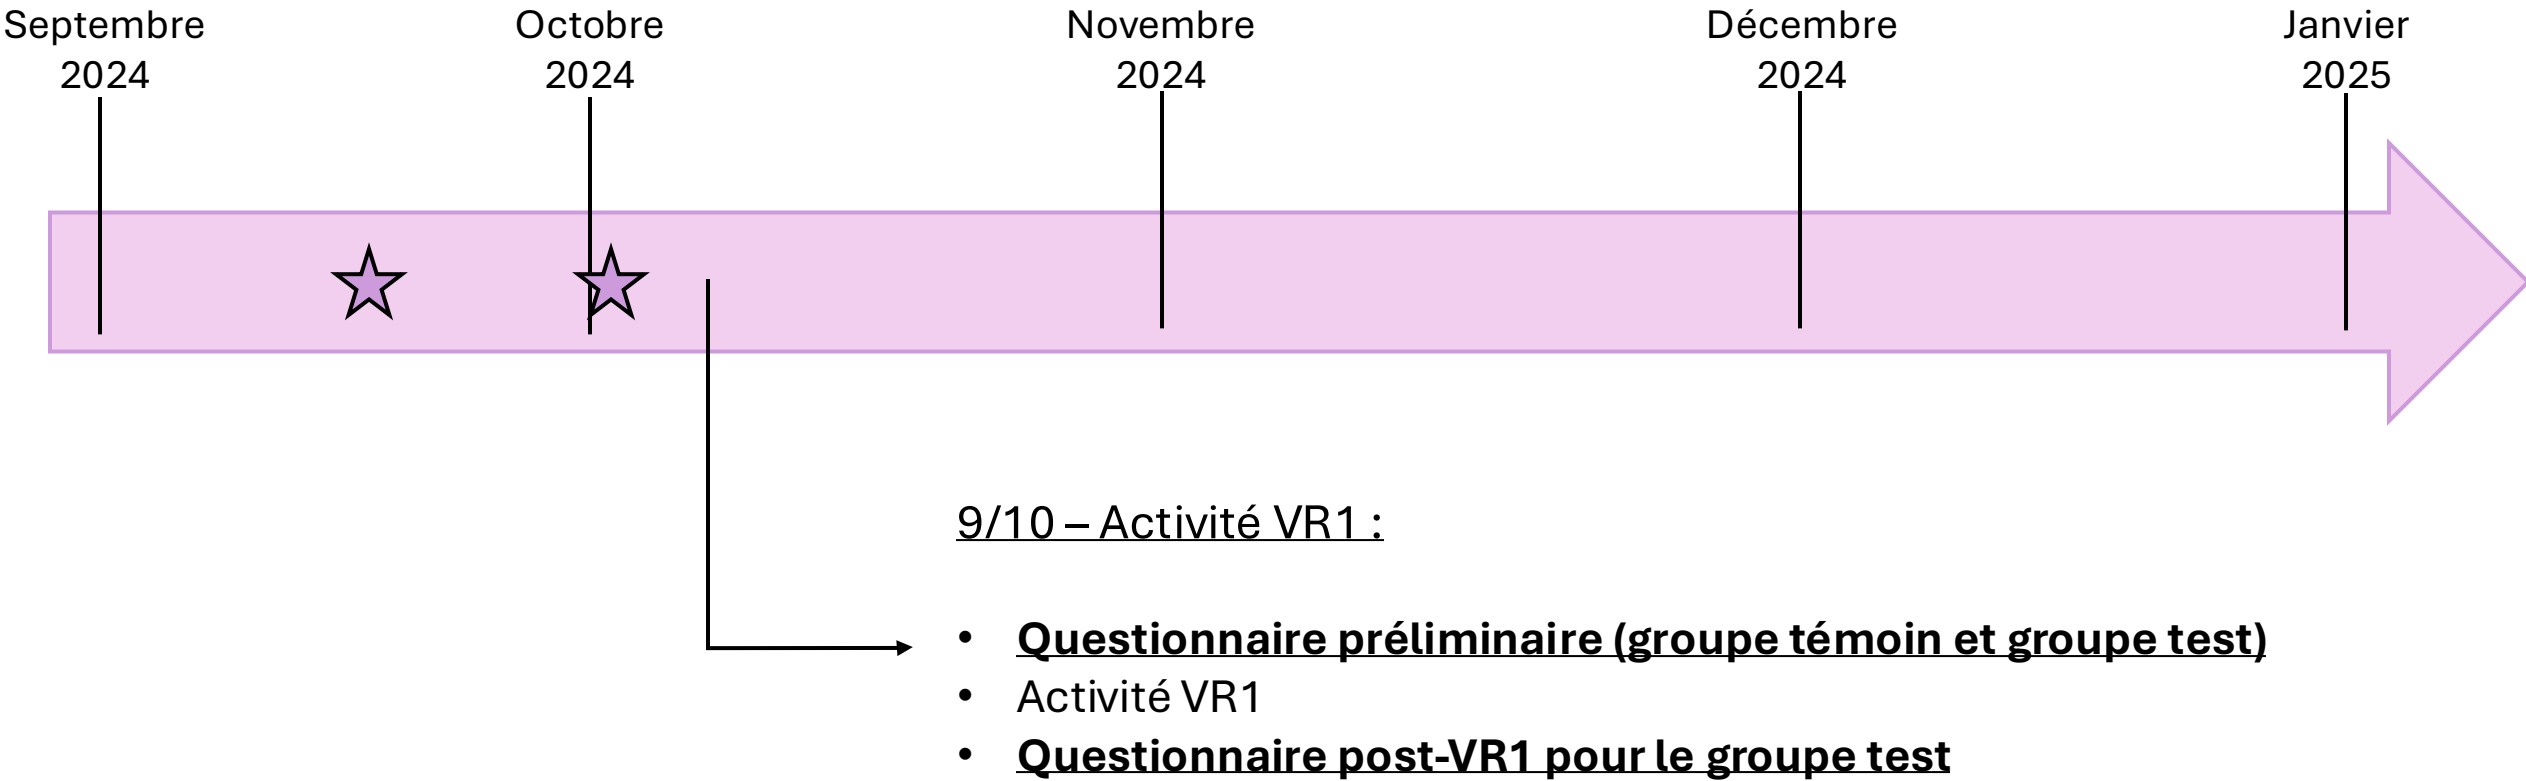 Septembre
2024
Octobre
2024
Novembre
2024
Décembre
2024
Janvier
2025
9/10 – Activité VR1 :
• Questionnaire préliminaire (groupe témoin et groupe test)
• Activité VR1
• Questionnaire post-VR1 pour le groupe test